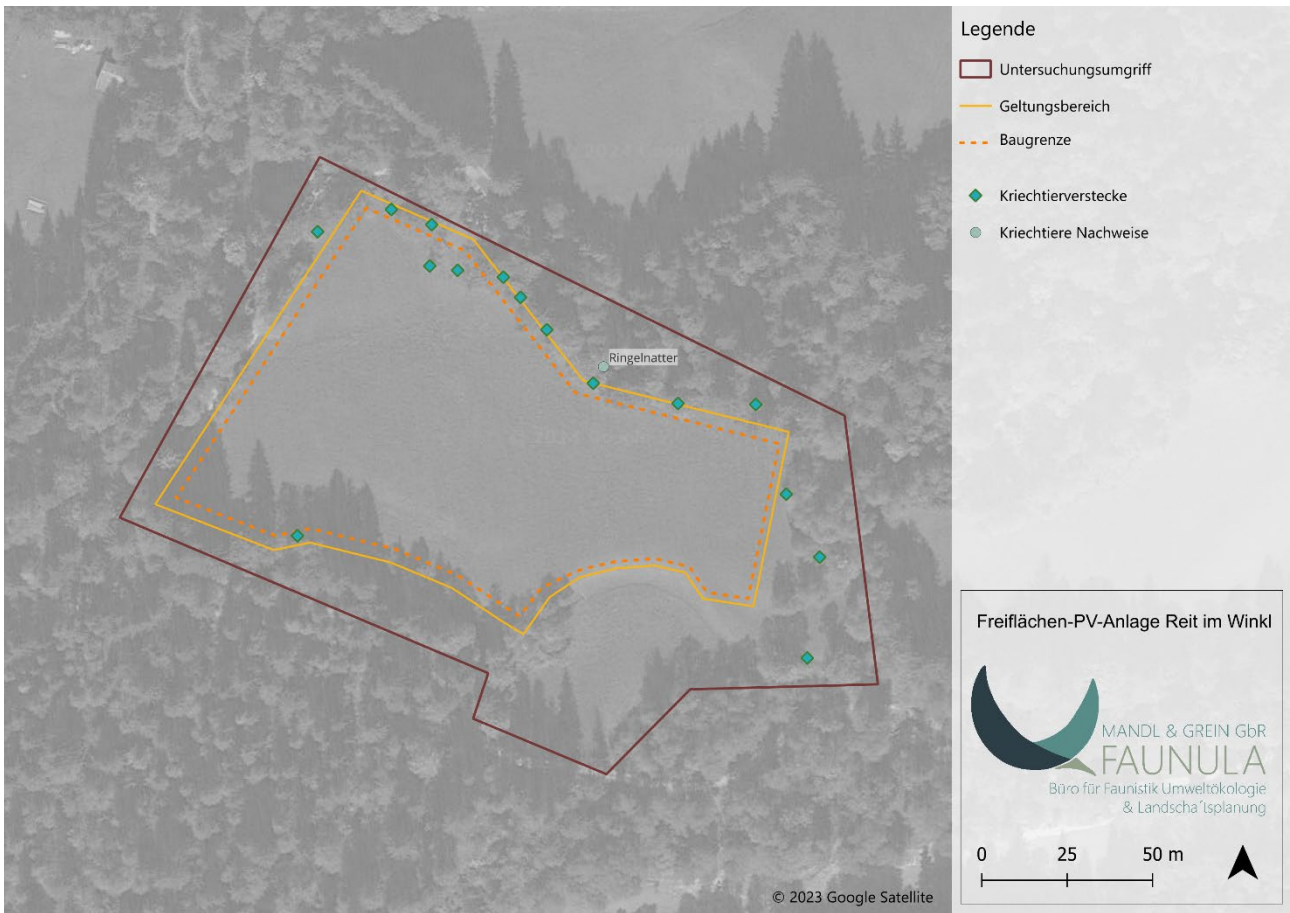 Legende
Untersuchungsumgriff
Geltungsbereich
Baugrenze
Kriechtierverstecke
Kriechtiere Nachweise
Ringelnatter
Freiflächen-PV-Anlage Reit im Winkl
MANDL & GREIN GbR
FAUNULA
Büro für Faunistik Umweltökologie
& Landscha´tsplanung
0 25 50 m
© 2023 Google Satellite